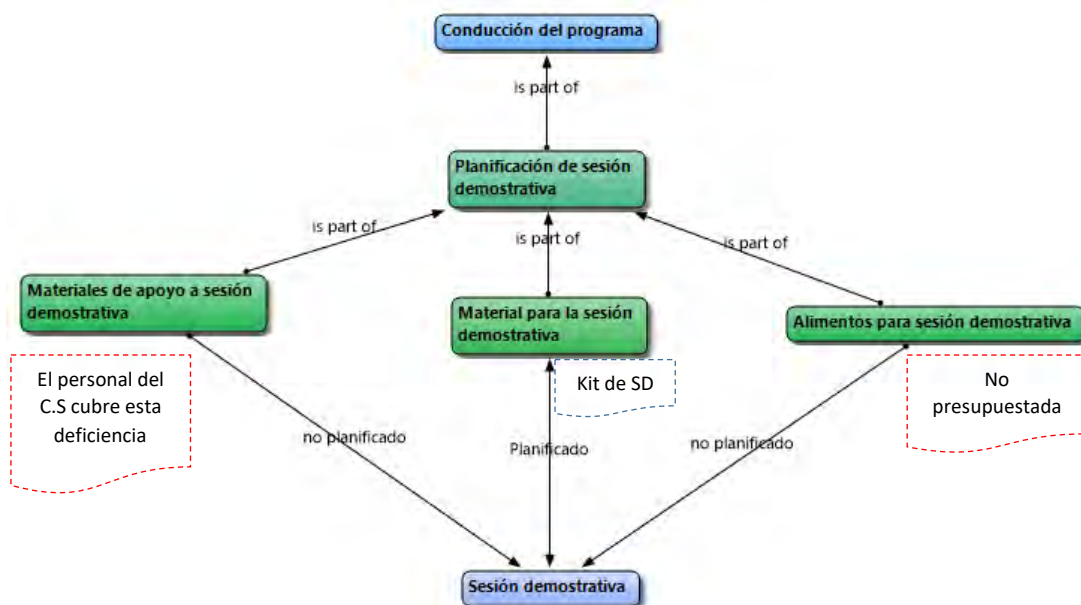 Conducción del programa
is part of
Planificación de sesión
demostrativa
is part of
is part of
is part of
Materiales de apoyo a sesión
demostrativa
Material para la sesión
demostrativa
Alimentos para sesión demostrativa
El personal del
C.S cubre esta
deficiencia
Kit de SD
No
presupuestada
no planificado
Planificado
no planificado
Sesión demostrativa